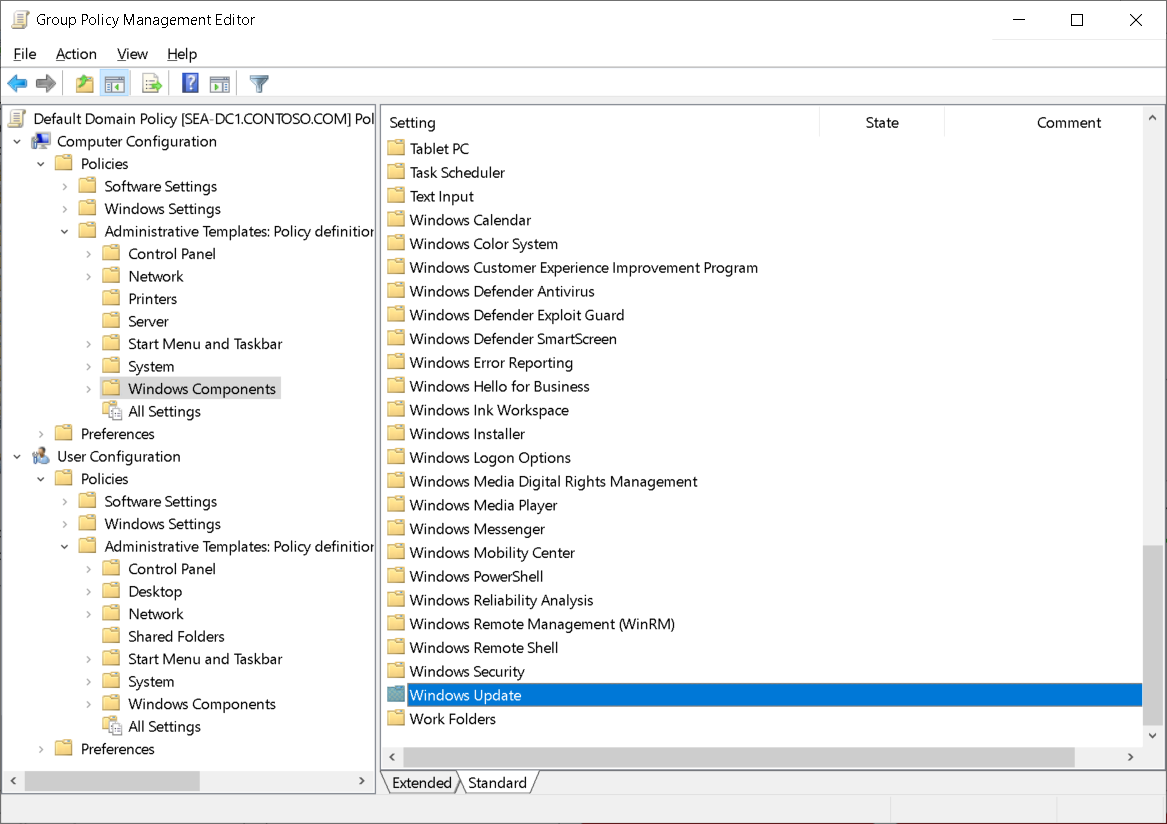 Group Policy Management Editor
File Action View Help
Default Domain Policy [SEA-DC1.CONTOSO.COM] Pol
Computer Configuration
Policies
Software Settings
Windows Settings
Administrative Templates: Policy definition
Control Panel
Network
Printers
Server
Start Menu and Taskbar
System
Windows Components
All Settings
Preferences
User Configuration
Policies
Software Settings
Windows Settings
Administrative Templates: Policy definition
Control Panel
Desktop
Network
Shared Folders
Start Menu and Taskbar
System
Windows Components
All Settings
Preferences
Setting State Comment
Tablet PC
Task Scheduler
Text Input
Windows Calendar
Windows Color System
Windows Customer Experience Improvement Program
Windows Defender Antivirus
Windows Defender Exploit Guard
Windows Defender SmartScreen
Windows Error Reporting
Windows Hello for Business
Windows Ink Workspace
Windows Installer
Windows Logon Options
Windows Media Digital Rights Management
Windows Media Player
Windows Messenger
Windows Mobility Center
Windows PowerShell
Windows Reliability Analysis
Windows Remote Management (WinRM)
Windows Remote Shell
Windows Security
Windows Update
Work Folders
Extended Standard